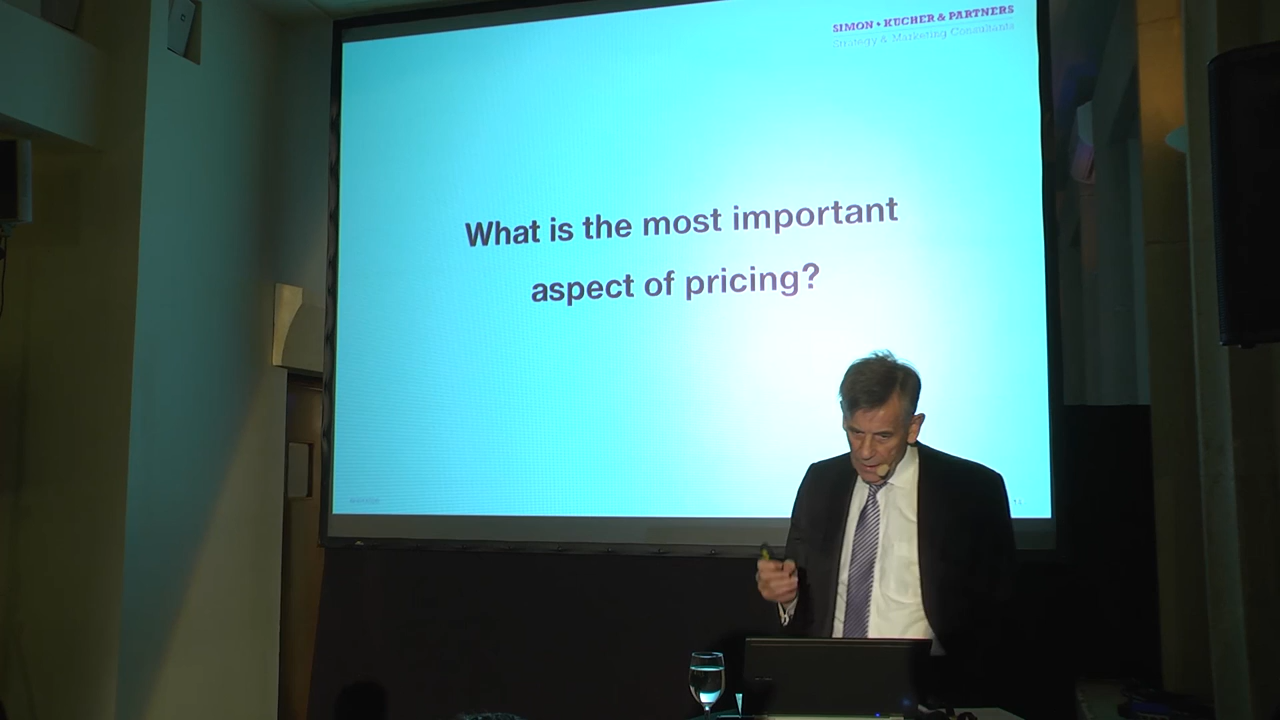 SIMON • KUCHER & PARTNERS
Strategy & Marketing Consultants
What is the most important
aspect of pricing?